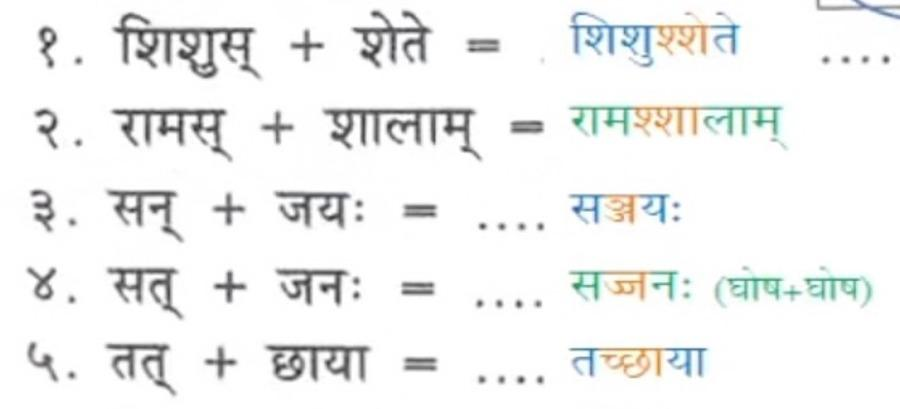 १. शिशुस् + शेते = . शिशुश्शेते ....
२. रामस् + शालाम् = रामश्शालाम्
३. सन् + जयः = .... सञ्जयः
४. सत् + जनः = .... सज्जनः (घोष+घोष)
५. तत् + छाया = .... तच्छाया